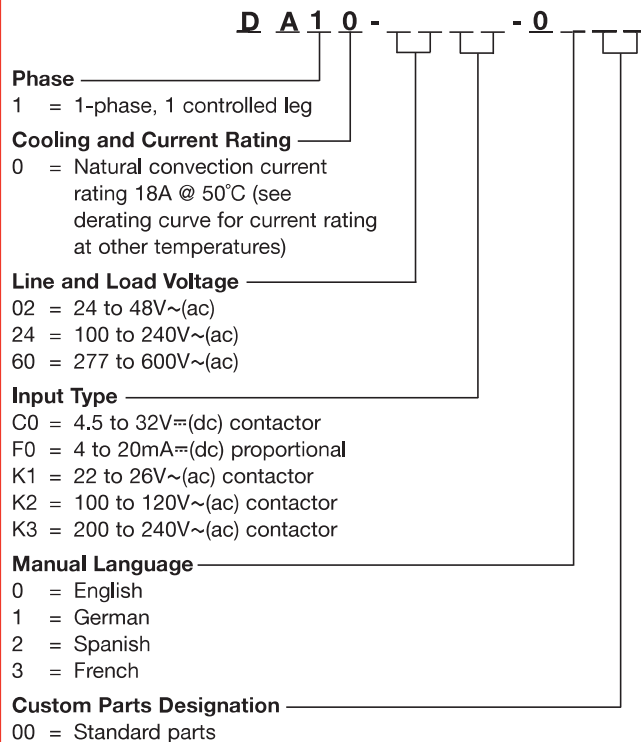 D A 1 0 - _ _ _ _ - 0 _ _ _
Phase
1 = 1-phase, 1 controlled leg
Cooling and Current Rating
0 = Natural convection current
rating 18A @ 50°C (see
derating curve for current rating
at other temperatures)
Line and Load Voltage
02 = 24 to 48V~(ac)
24 = 100 to 240V~(ac)
60 = 277 to 600V~(ac)
Input Type
C0 = 4.5 to 32V⎓(dc) contactor
F0 = 4 to 20mA⎓(dc) proportional
K1 = 22 to 26V~(ac) contactor
K2 = 100 to 120V~(ac) contactor
K3 = 200 to 240V~(ac) contactor
Manual Language
0 = English
1 = German
2 = Spanish
3 = French
Custom Parts Designation
00 = Standard parts